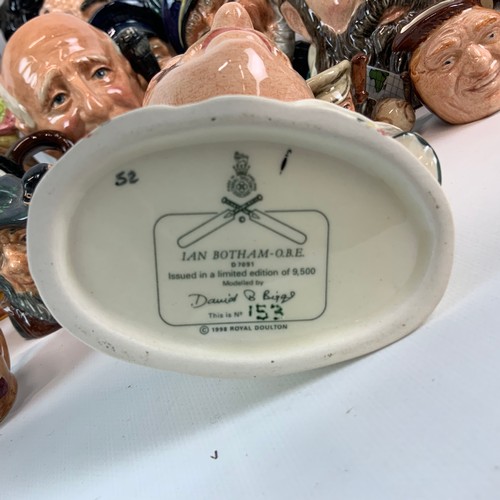 52
IAN BOTHAM-O.B.E.
D 7091
Issued in a limited edition of 9,500
Modelled by
David B Biggs
This is Nº 153
© 1998 ROYAL DOULTON